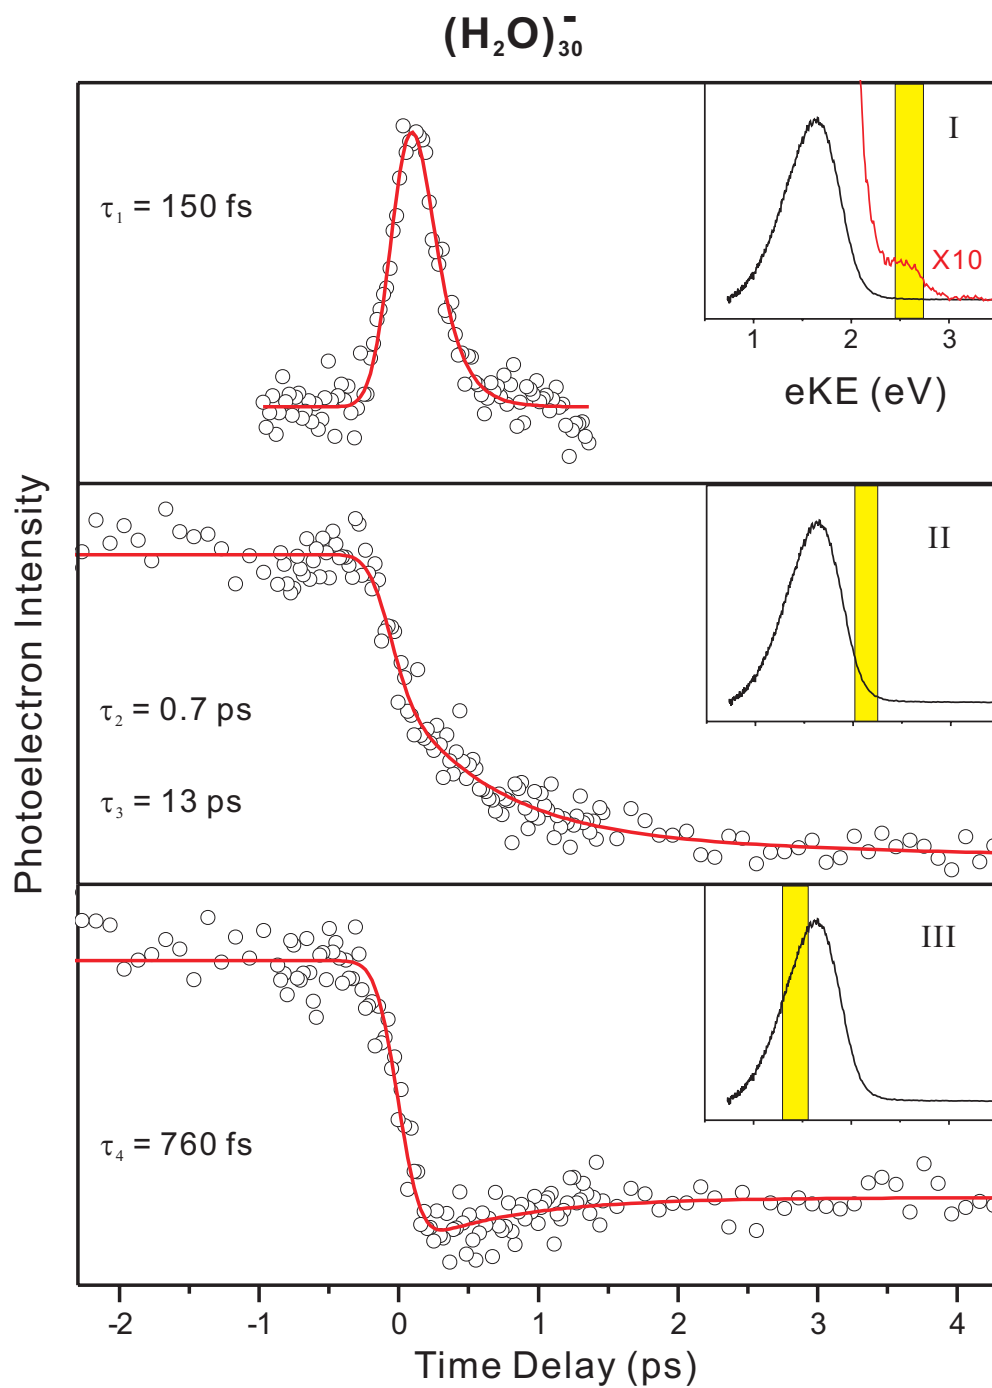 (H₂O)₃₀⁻
τ₁ = 150 fs
I
X10
1 2 3
eKE (eV)
Photoelectron Intensity
II
τ₂ = 0.7 ps
τ₃ = 13 ps
III
τ₄ = 760 fs
-2 -1 0 1 2 3 4
Time Delay (ps)